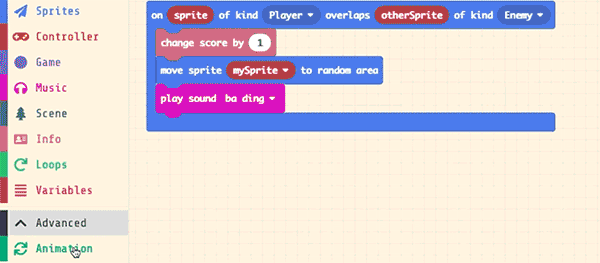 Sprites
Controller
Game
Music
Scene
Info
Loops
Variables
Advanced
Animation
on sprite of kind Player overlaps otherSprite of kind Enemy
change score by 1
move sprite mySprite to random area
play sound ba ding